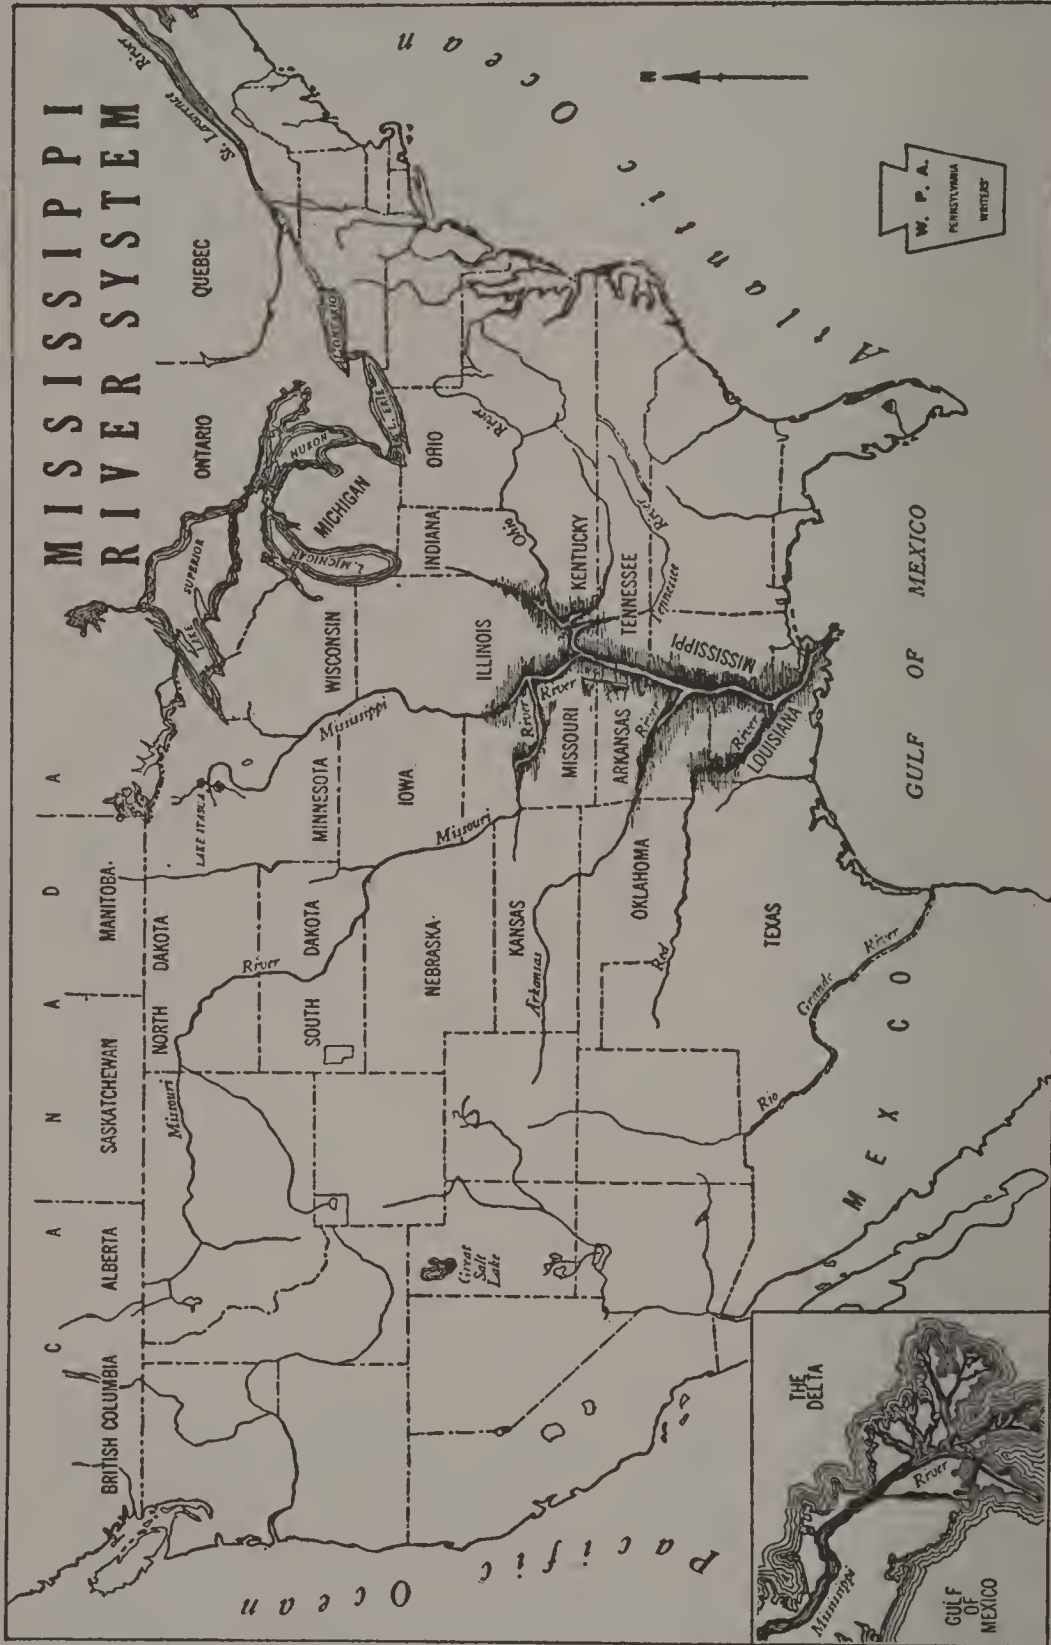 MISSISSIPPI
RIVER SYSTEM
CANADA
BRITISH COLUMBIA
ALBERTA
SASKATCHEWAN
MANITOBA.
ONTARIO
QUEBEC
St. Lawrence River
LAKE SUPERIOR
HURON
L. MICHIGAN
L. ERIE
ONTARIO
LAKE ITASCA
NORTH DAKOTA
SOUTH DAKOTA
MINNESOTA
WISCONSIN
MICHIGAN
NEBRASKA.
IOWA
ILLINOIS
INDIANA
OHIO
KANSAS
MISSOURI
KENTUCKY
OKLAHOMA
ARKANSAS
TENNESSEE
TEXAS
LOUISIANA
MISSISSIPPI
Missouri
River
Missouri
River
Mississippi
River
Ohio
River
Tennessee
River
Arkansas
River
Red
River
Rio Grande River
Great
Salt
Lake
Pacific
Ocean
Atlantic Ocean
GULF OF MEXICO
MEXICO
N
W. P. A.
PENNSYLVANIA
WRITERS'
THE
DELTA
Mississippi
River
GULF
OF
MEXICO